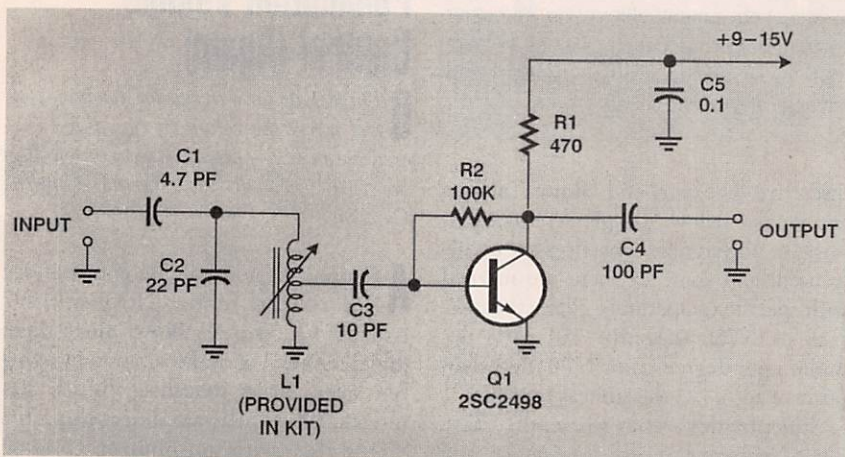 +9–15V
C5
0.1
R1
470
C1
4.7 PF
R2
100K
INPUT
OUTPUT
C4
100 PF
C2
22 PF
C3
10 PF
L1
(PROVIDED
IN KIT)
Q1
2SC2498